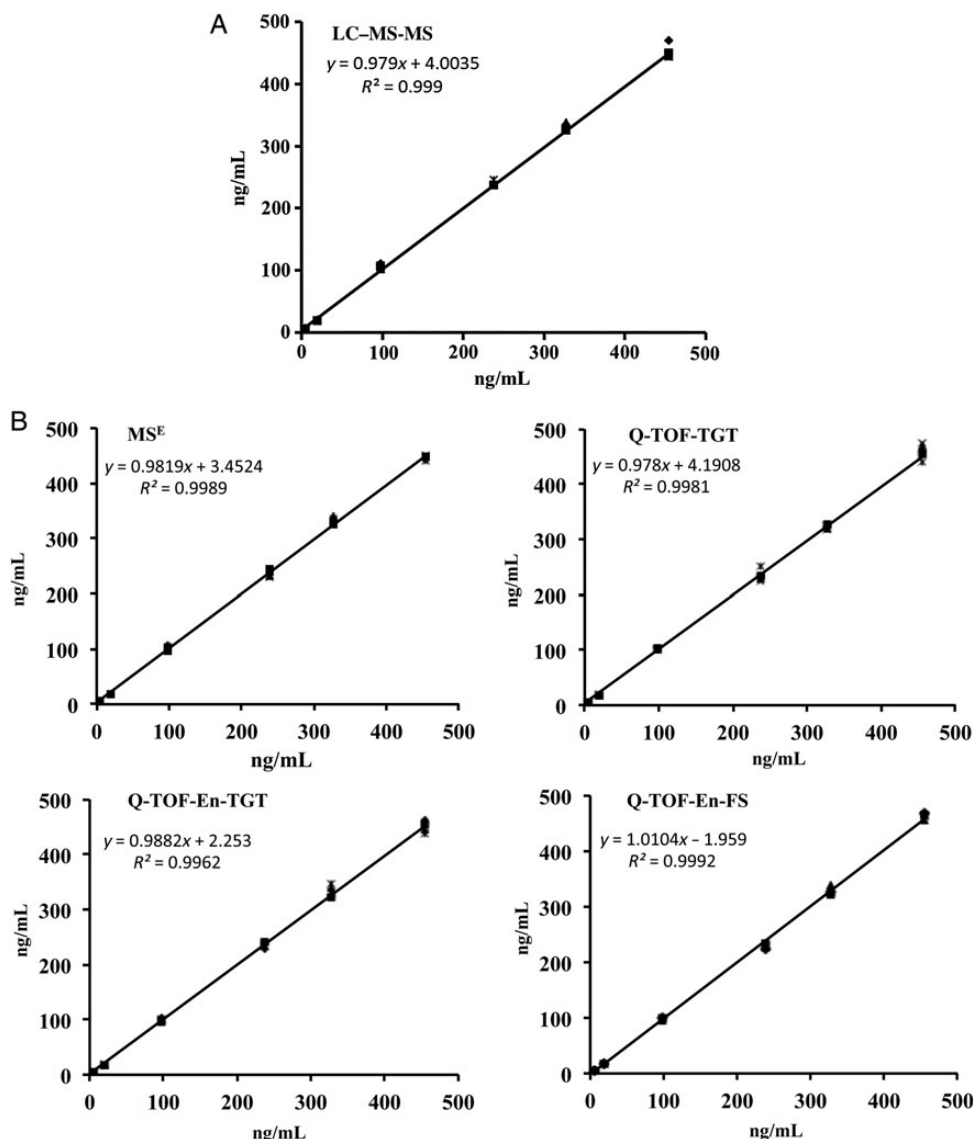 A
LC–MS-MS
y = 0.979x + 4.0035
R² = 0.999
ng/mL
500
400
300
200
100
0
0 100 200 300 400 500
ng/mL
B
MSᴱ
y = 0.9819x + 3.4524
R² = 0.9989
ng/mL
500
400
300
200
100
0
0 100 200 300 400 500
ng/mL
Q-TOF-TGT
y = 0.978x + 4.1908
R² = 0.9981
ng/mL
500
400
300
200
100
0
0 100 200 300 400 500
ng/mL
Q-TOF-En-TGT
y = 0.9882x + 2.253
R² = 0.9962
ng/mL
500
400
300
200
100
0
0 100 200 300 400 500
ng/mL
Q-TOF-En-FS
y = 1.0104x – 1.959
R² = 0.9992
ng/mL
500
400
300
200
100
0
0 100 200 300 400 500
ng/mL